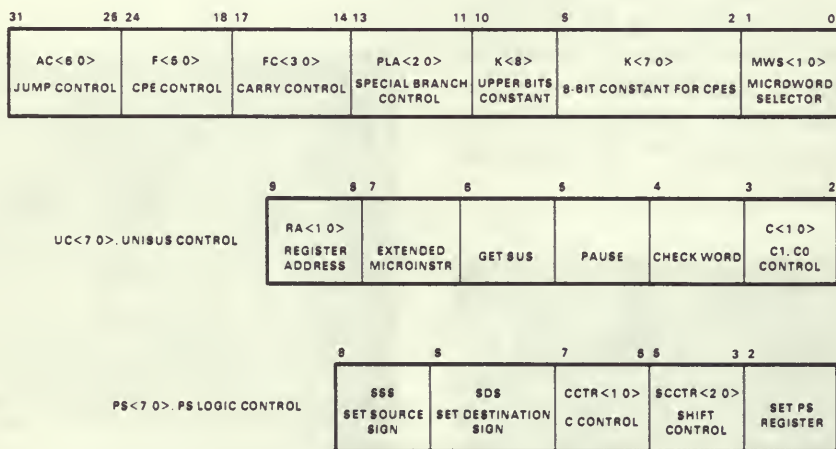 31 25 24 18 17 14 13 11 10 9 2 1 0
AC<6 0> F<6 0> FC<3 0> PLA<2 0> K<8> K<7 0> MWS<1 0>
JUMP CONTROL CPE CONTROL CARRY CONTROL SPECIAL BRANCH UPPER BITS 8-BIT CONSTANT FOR CPES MICROWORD
CONTROL CONSTANT SELECTOR
9 8 7 6 5 4 3 2
RA<1 0> C<1 0>
UC<7 0>. UNIBUS CONTROL REGISTER EXTENDED GET BUS PAUSE CHECK WORD C1. C0
ADDRESS MICROINSTR CONTROL
9 8 7 6 5 3 2
SSS SDS CCTR<1 0> SCCTR<2 0> SET PS
PS<7 0>. PS LOGIC CONTROL SET SOURCE SET DESTINATION C CONTROL SHIFT REGISTER
SIGN SIGN CONTROL